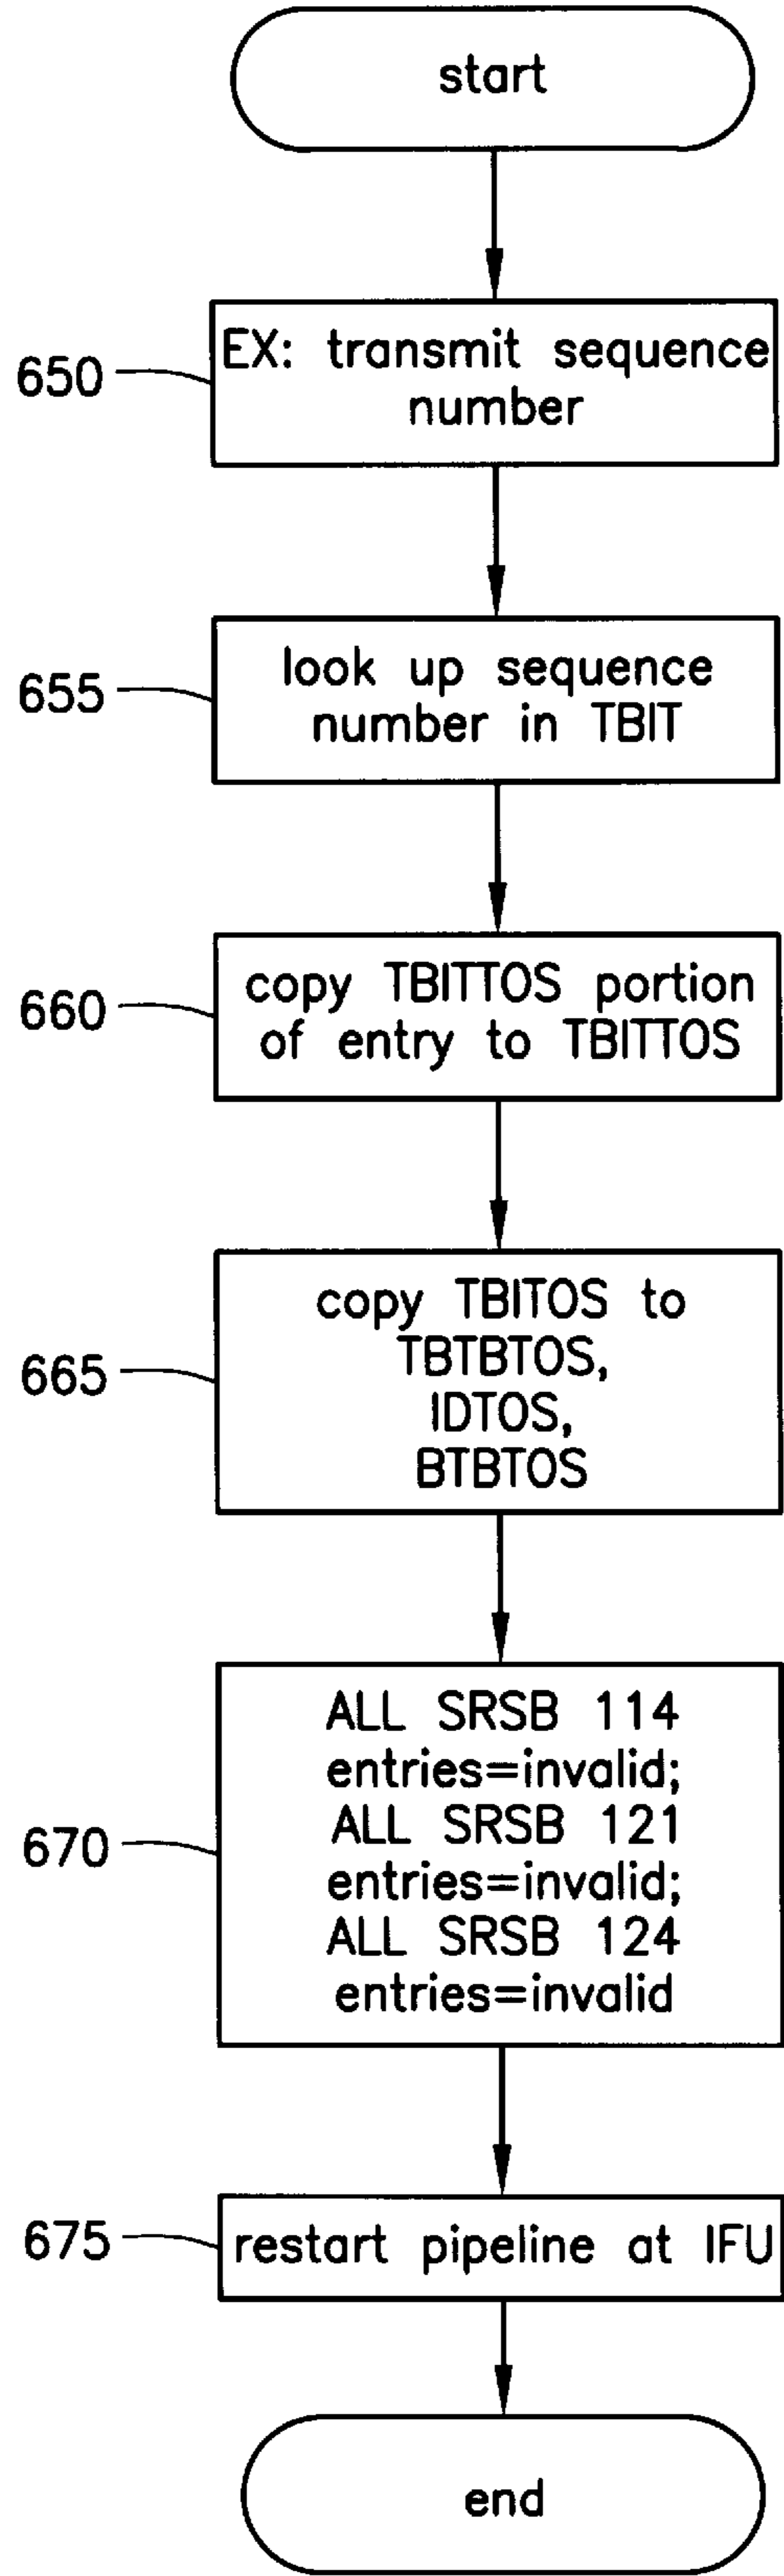 start
650
EX: transmit sequence
number
655
look up sequence
number in TBIT
660
copy TBITTOS portion
of entry to TBITTOS
665
copy TBITOS to
TBTBTOS,
IDTOS,
BTBTOS
670
ALL SRSB 114
entries=invalid;
ALL SRSB 121
entries=invalid;
ALL SRSB 124
entries=invalid
675
restart pipeline at IFU
end